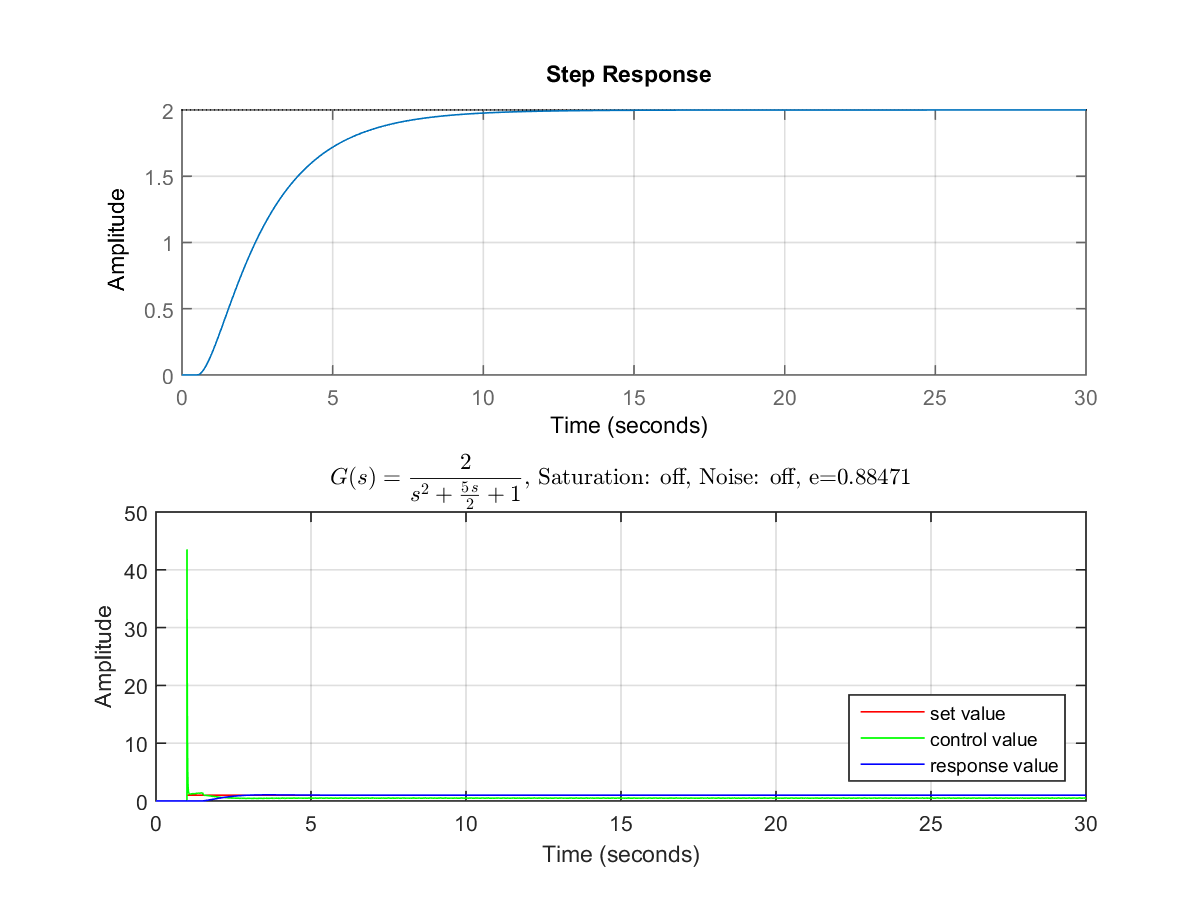 Step Response
Amplitude
2
1.5
1
0.5
0
0 5 10 15 20 25 30
Time (seconds)
G(s) = \frac{2}{s^2 + \frac{5s}{2} + 1}, Saturation: off, Noise: off, e=0.88471
Amplitude
50
40
30
20
10
0
set value
control value
response value
0 5 10 15 20 25 30
Time (seconds)